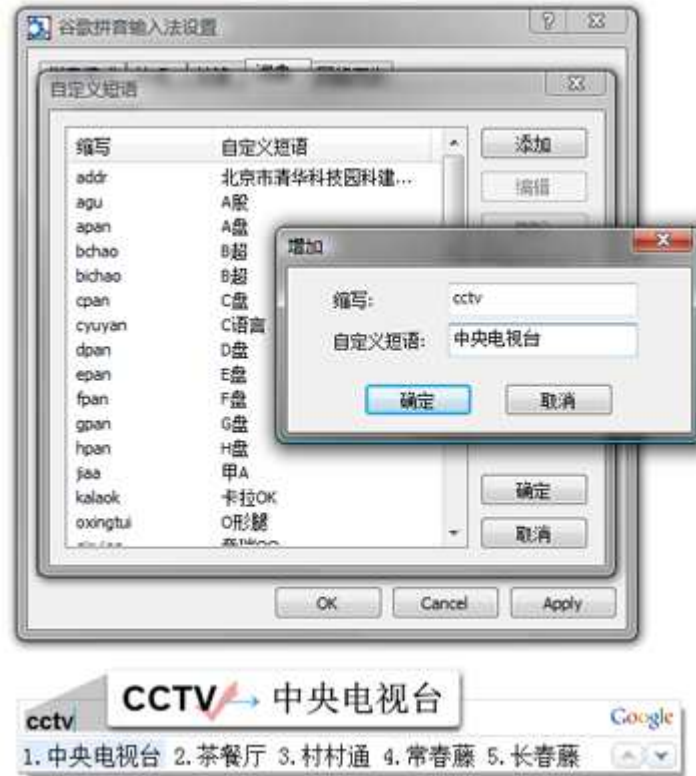 谷歌拼音输入法设置
自定义短语
缩写 自定义短语
添加
addr 北京市清华科技园科建...
编辑
agu A股
apan A盘
bchao B超
bichao B超
cpan C盘
cyuyan C语言
dpan D盘
epan E盘
fpan F盘
gpan G盘
hpan H盘
jiaa 甲A
kalaok 卡拉OK
oxingtui O形腿
增加
缩写: cctv
自定义短语: 中央电视台
确定 取消
确定
取消
OK Cancel Apply
CCTV→中央电视台
cctv Google
1.中央电视台 2.茶餐厅 3.村村通 4.常春藤 5.长春藤